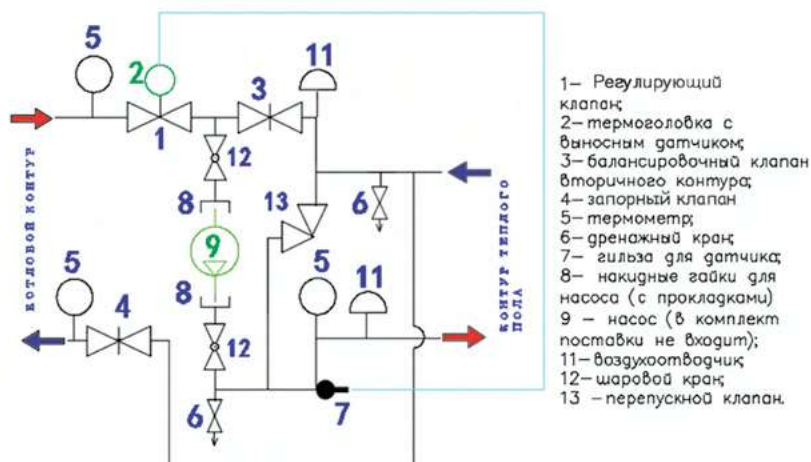 5
11
2
3
1
12
8
13
6
9
5
11
5
8
4
12
6
7
КОТЛОВОЙ КОНТУР
КОНТУР ТЕПЛОГО
ПОЛА
1– Регулирующий
клапан;
2–термоголовка с
выносным датчиком;
3–балансировочный клапан
вторичного контура;
4–запорный клапан
5–термометр;
6–дренажный кран;
7– гильза для датчика;
8– накидные гайки для
насоса (с прокладками)
9 – насос (в комплект
поставки не входит);
11–воздухоотводчик;
12–шаровой кран;
13 –перепускной клапан.